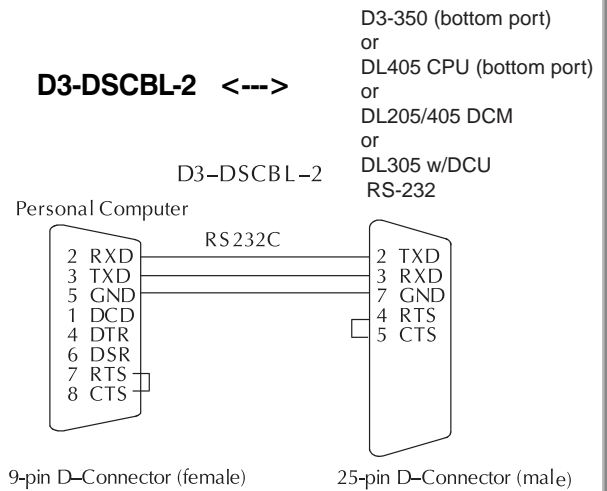 D3-350 (bottom port)
or
DL405 CPU (bottom port)
or
DL205/405 DCM
or
DL305 w/DCU
RS-232
D3-DSCBL-2 <--->
D3–DSCBL–2
Personal Computer
RS232C
2 RXD
3 TXD
5 GND
1 DCD
4 DTR
6 DSR
7 RTS
8 CTS
2 TXD
3 RXD
7 GND
4 RTS
5 CTS
9-pin D–Connector (female)
25-pin D–Connector (male)